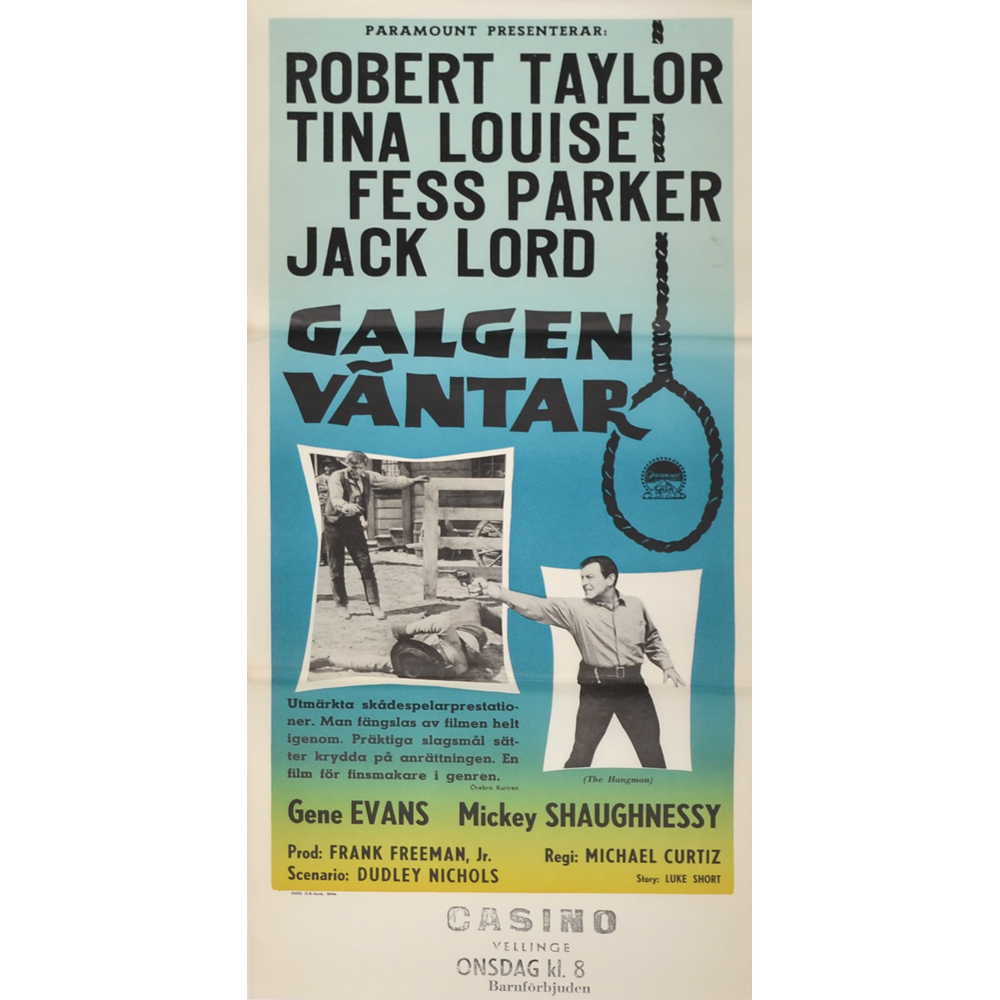 PARAMOUNT PRESENTERAR:
ROBERT TAYLOR
TINA LOUISE
FESS PARKER
JACK LORD
GALGEN
VÄNTAR
Paramount
Utmärkta skådespelarprestatio-
ner. Man fängslas av filmen helt
igenom. Präktiga slagsmål sät-
ter krydda på anrättningen. En
film för finsmakare i genren.
Örebro Kuriren
(The Hangman)
Gene EVANS Mickey SHAUGHNESSY
Prod: FRANK FREEMAN, Jr. Regi: MICHAEL CURTIZ
Scenario: DUDLEY NICHOLS Story: LUKE SHORT
CASINO
VELLINGE
ONSDAG kl. 8
Barnförbjuden